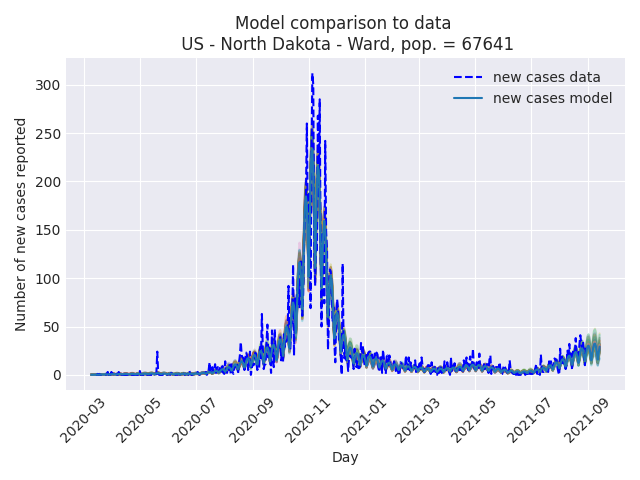 Model comparison to data
US - North Dakota - Ward, pop. = 67641
new cases data
new cases model
Number of new cases reported
300
250
200
150
100
50
0
2020-03
2020-05
2020-07
2020-09
2020-11
2021-01
2021-03
2021-05
2021-07
2021-09
Day